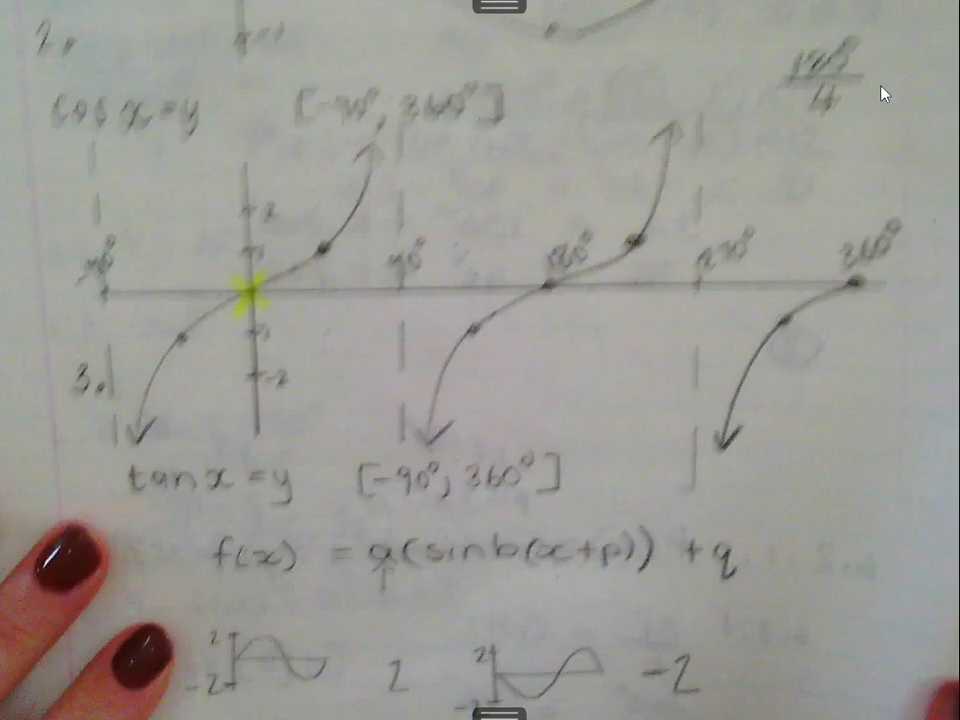 2.
180°
4
cos x = y [-90°, 360°]
2
1
-90° 90° 180° 270° 360°
-1
-2
3.
tan x = y [-90°, 360°]
f(x) = a(sin b(x+p)) + q
2 2
-2 2 -2 -2